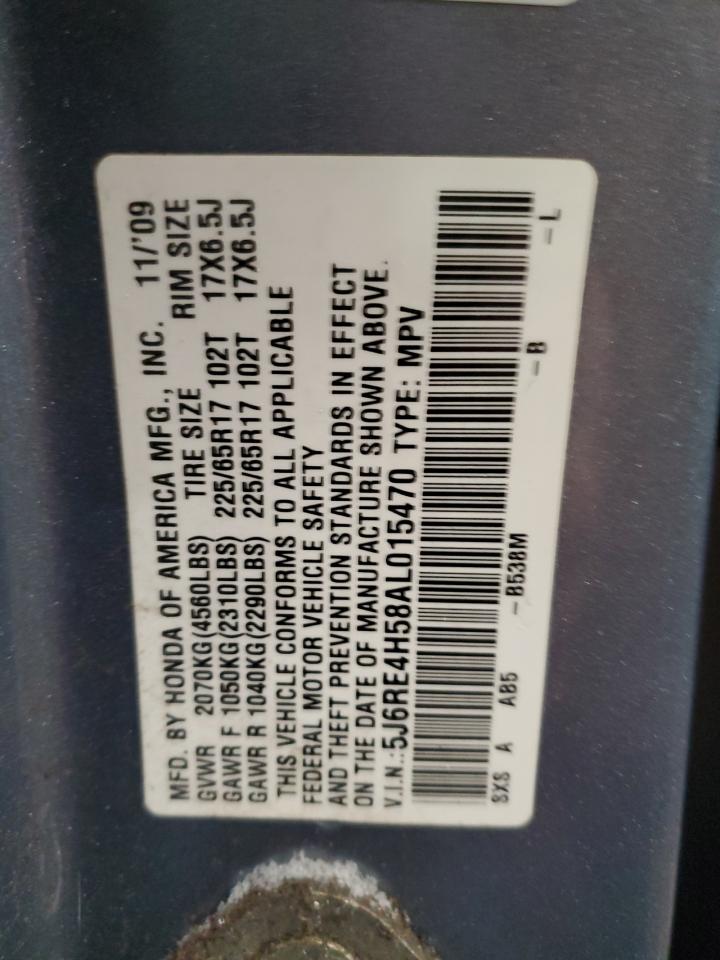 MFD. BY HONDA OF AMERICA MFG., INC. 11/'09
GVWR 2070KG(4560LBS) TIRE SIZE RIM SIZE
GAWR F 1050KG(2310LBS) 225/65R17 102T 17X6.5J
GAWR R 1040KG(2290LBS) 225/65R17 102T 17X6.5J
THIS VEHICLE CONFORMS TO ALL APPLICABLE
FEDERAL MOTOR VEHICLE SAFETY
AND THEFT PREVENTION STANDARDS IN EFFECT
ON THE DATE OF MANUFACTURE SHOWN ABOVE.
V.I.N.:5J6RE4H58AL015470 TYPE: MPV
SXS A A85 -B538M -B -L